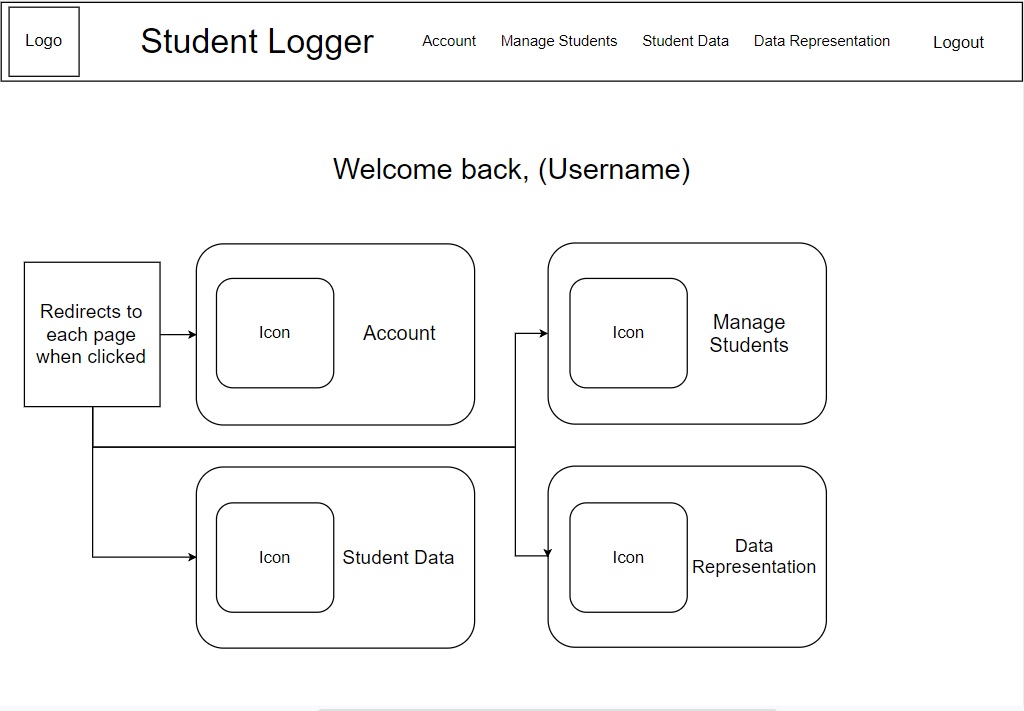 Logo
Student Logger
Account
Manage Students
Student Data
Data Representation
Logout
Welcome back, (Username)
Redirects to
each page
when clicked
Icon
Account
Icon
Manage
Students
Icon
Student Data
Icon
Data
Representation